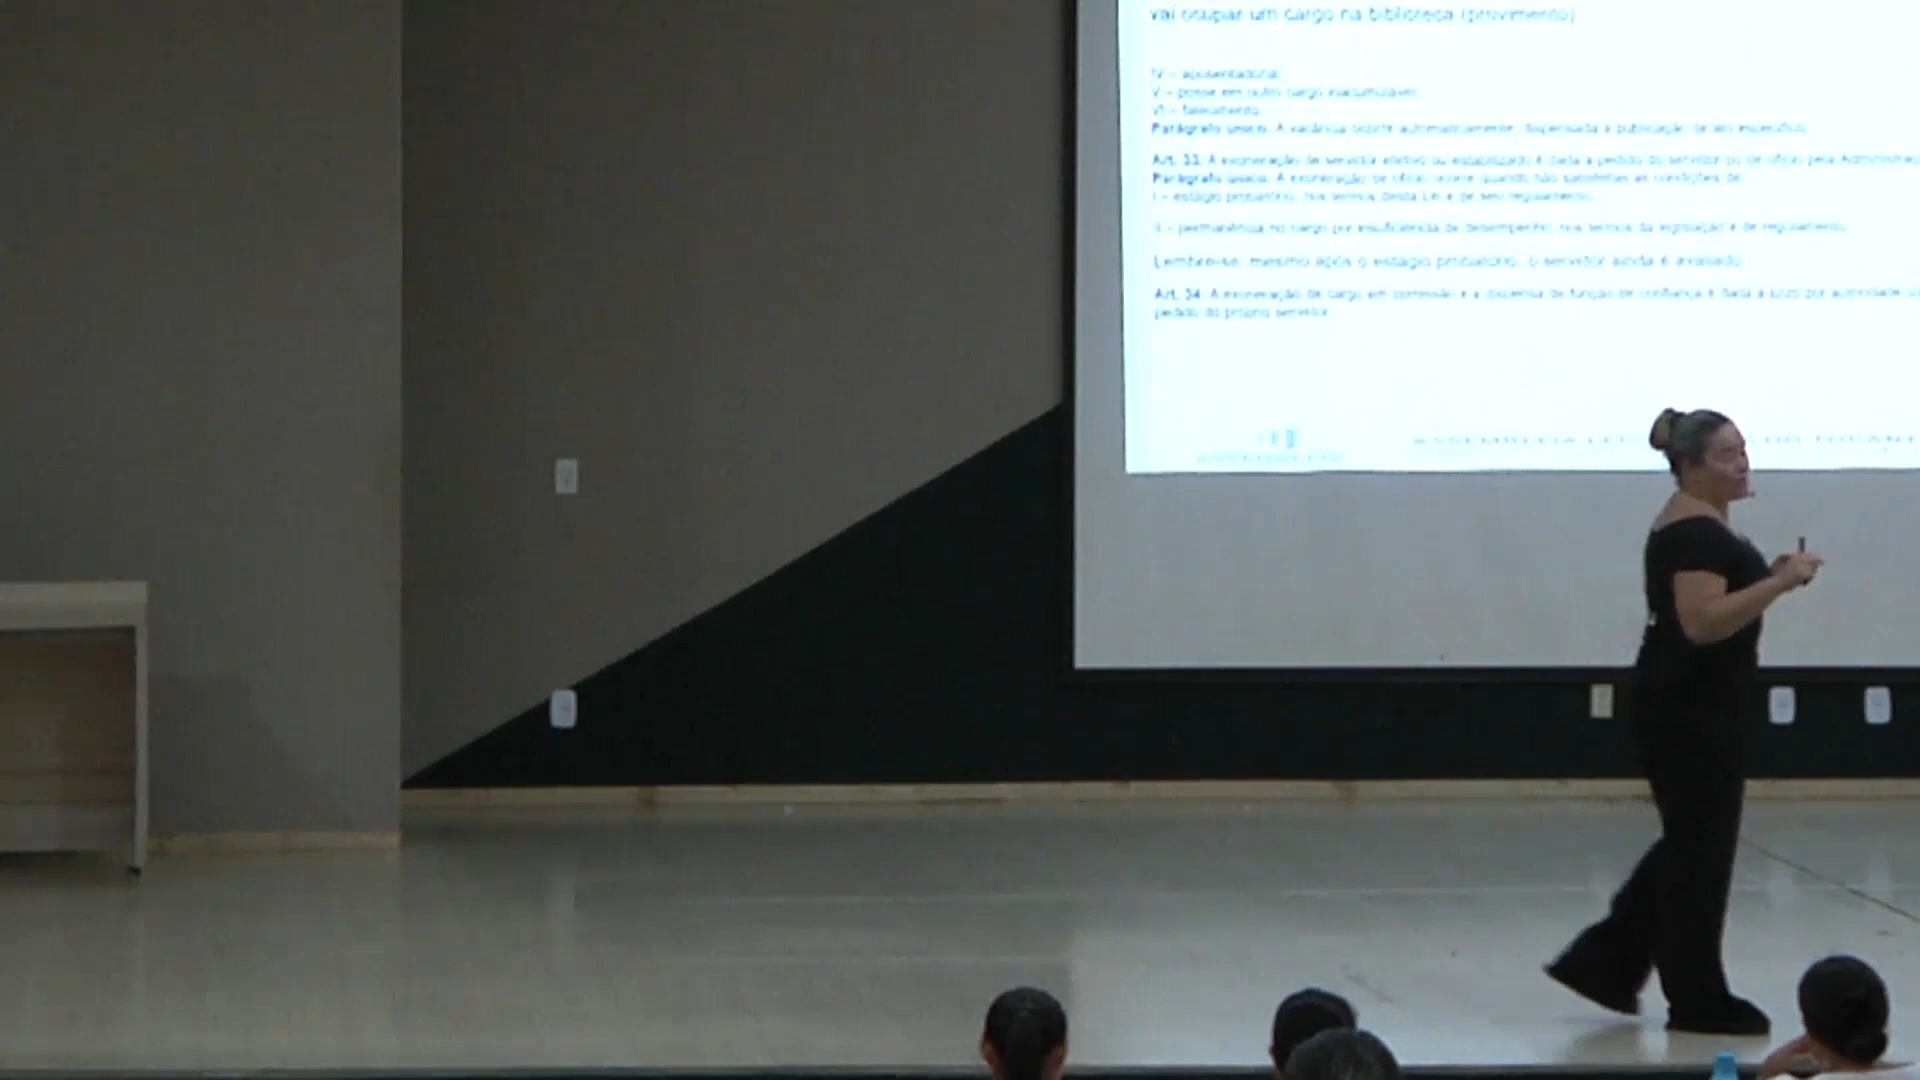 vai ocupar um cargo na biblioteca (provimento)
IV – aposentadoria;
V – posse em outro cargo inacumulável;
VI – falecimento.
Parágrafo único. A vacância ocorre automaticamente, dispensada a publicação de ato específico.
Art. 33. A exoneração de servidor efetivo ou estabilizado é dada a pedido do servidor ou de ofício pela Administraç
Parágrafo único. A exoneração de ofício ocorre quando não satisfeitas as condições de:
I – estágio probatório, nos termos desta Lei e de seu regulamento;
II – permanência no cargo por insuficiência de desempenho, nos termos da legislação e de regulamento.
Lembre-se: mesmo após o estágio probatório, o servidor ainda é avaliado.
Art. 34. A exoneração de cargo em comissão e a dispensa de função de confiança é dada a juízo por autoridade
pedido do próprio servidor.
ASSEMBLEIA